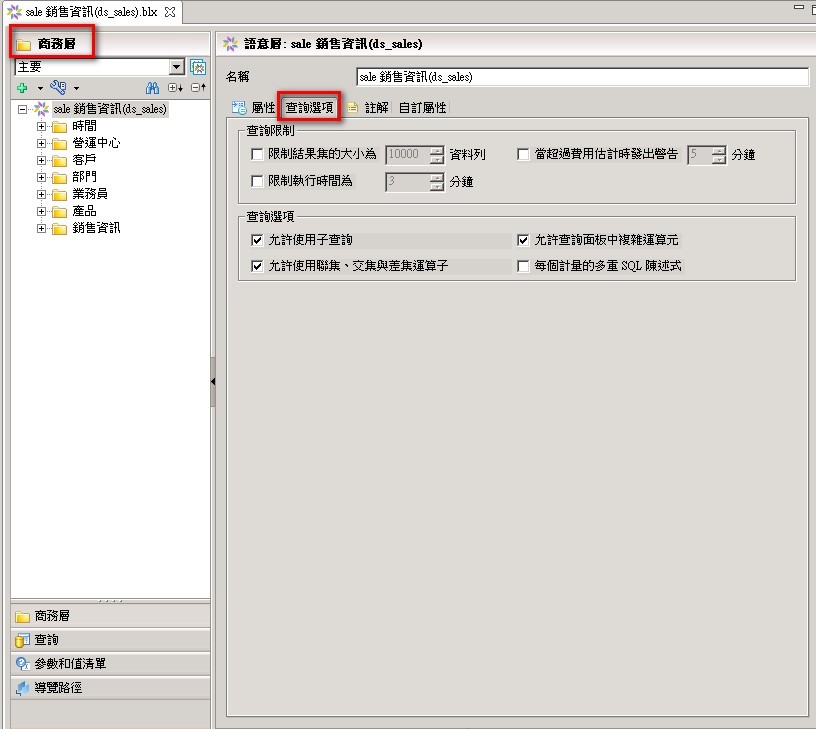 sale 銷售資訊(ds_sales).blx
商務層
主要
sale 銷售資訊(ds_sales)
時間
營運中心
客戶
部門
業務員
產品
銷售資訊
商務層
查詢
參數和值清單
導覽路徑
語意層: sale 銷售資訊(ds_sales)
名稱 sale 銷售資訊(ds_sales)
屬性 查詢選項 註解 自訂屬性
查詢限制
限制結果集的大小為 10000 資料列 當超過費用估計時發出警告 5 分鐘
限制執行時間為 3 分鐘
查詢選項
允許使用子查詢 允許查詢面板中複雜運算元
允許使用聯集、交集與差集運算子 每個計量的多重 SQL 陳述式